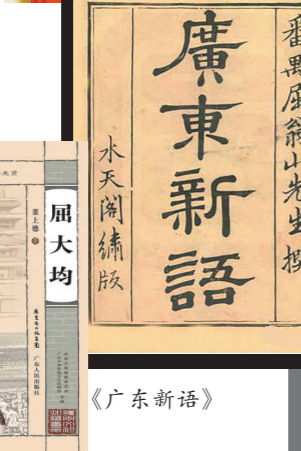 番禺屈翁山先生撰
廣東新語
水天閣繡版
屈大均
董上德 著
广东人民出版社
《广东新语》